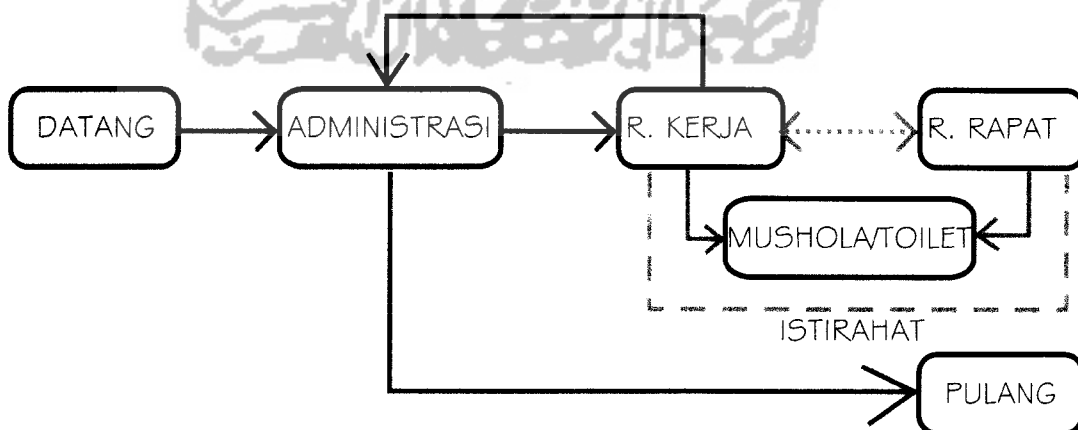 DATANG
ADMINISTRASI
R. KERJA
R. RAPAT
MUSHOLA/TOILET
ISTIRAHAT
PULANG